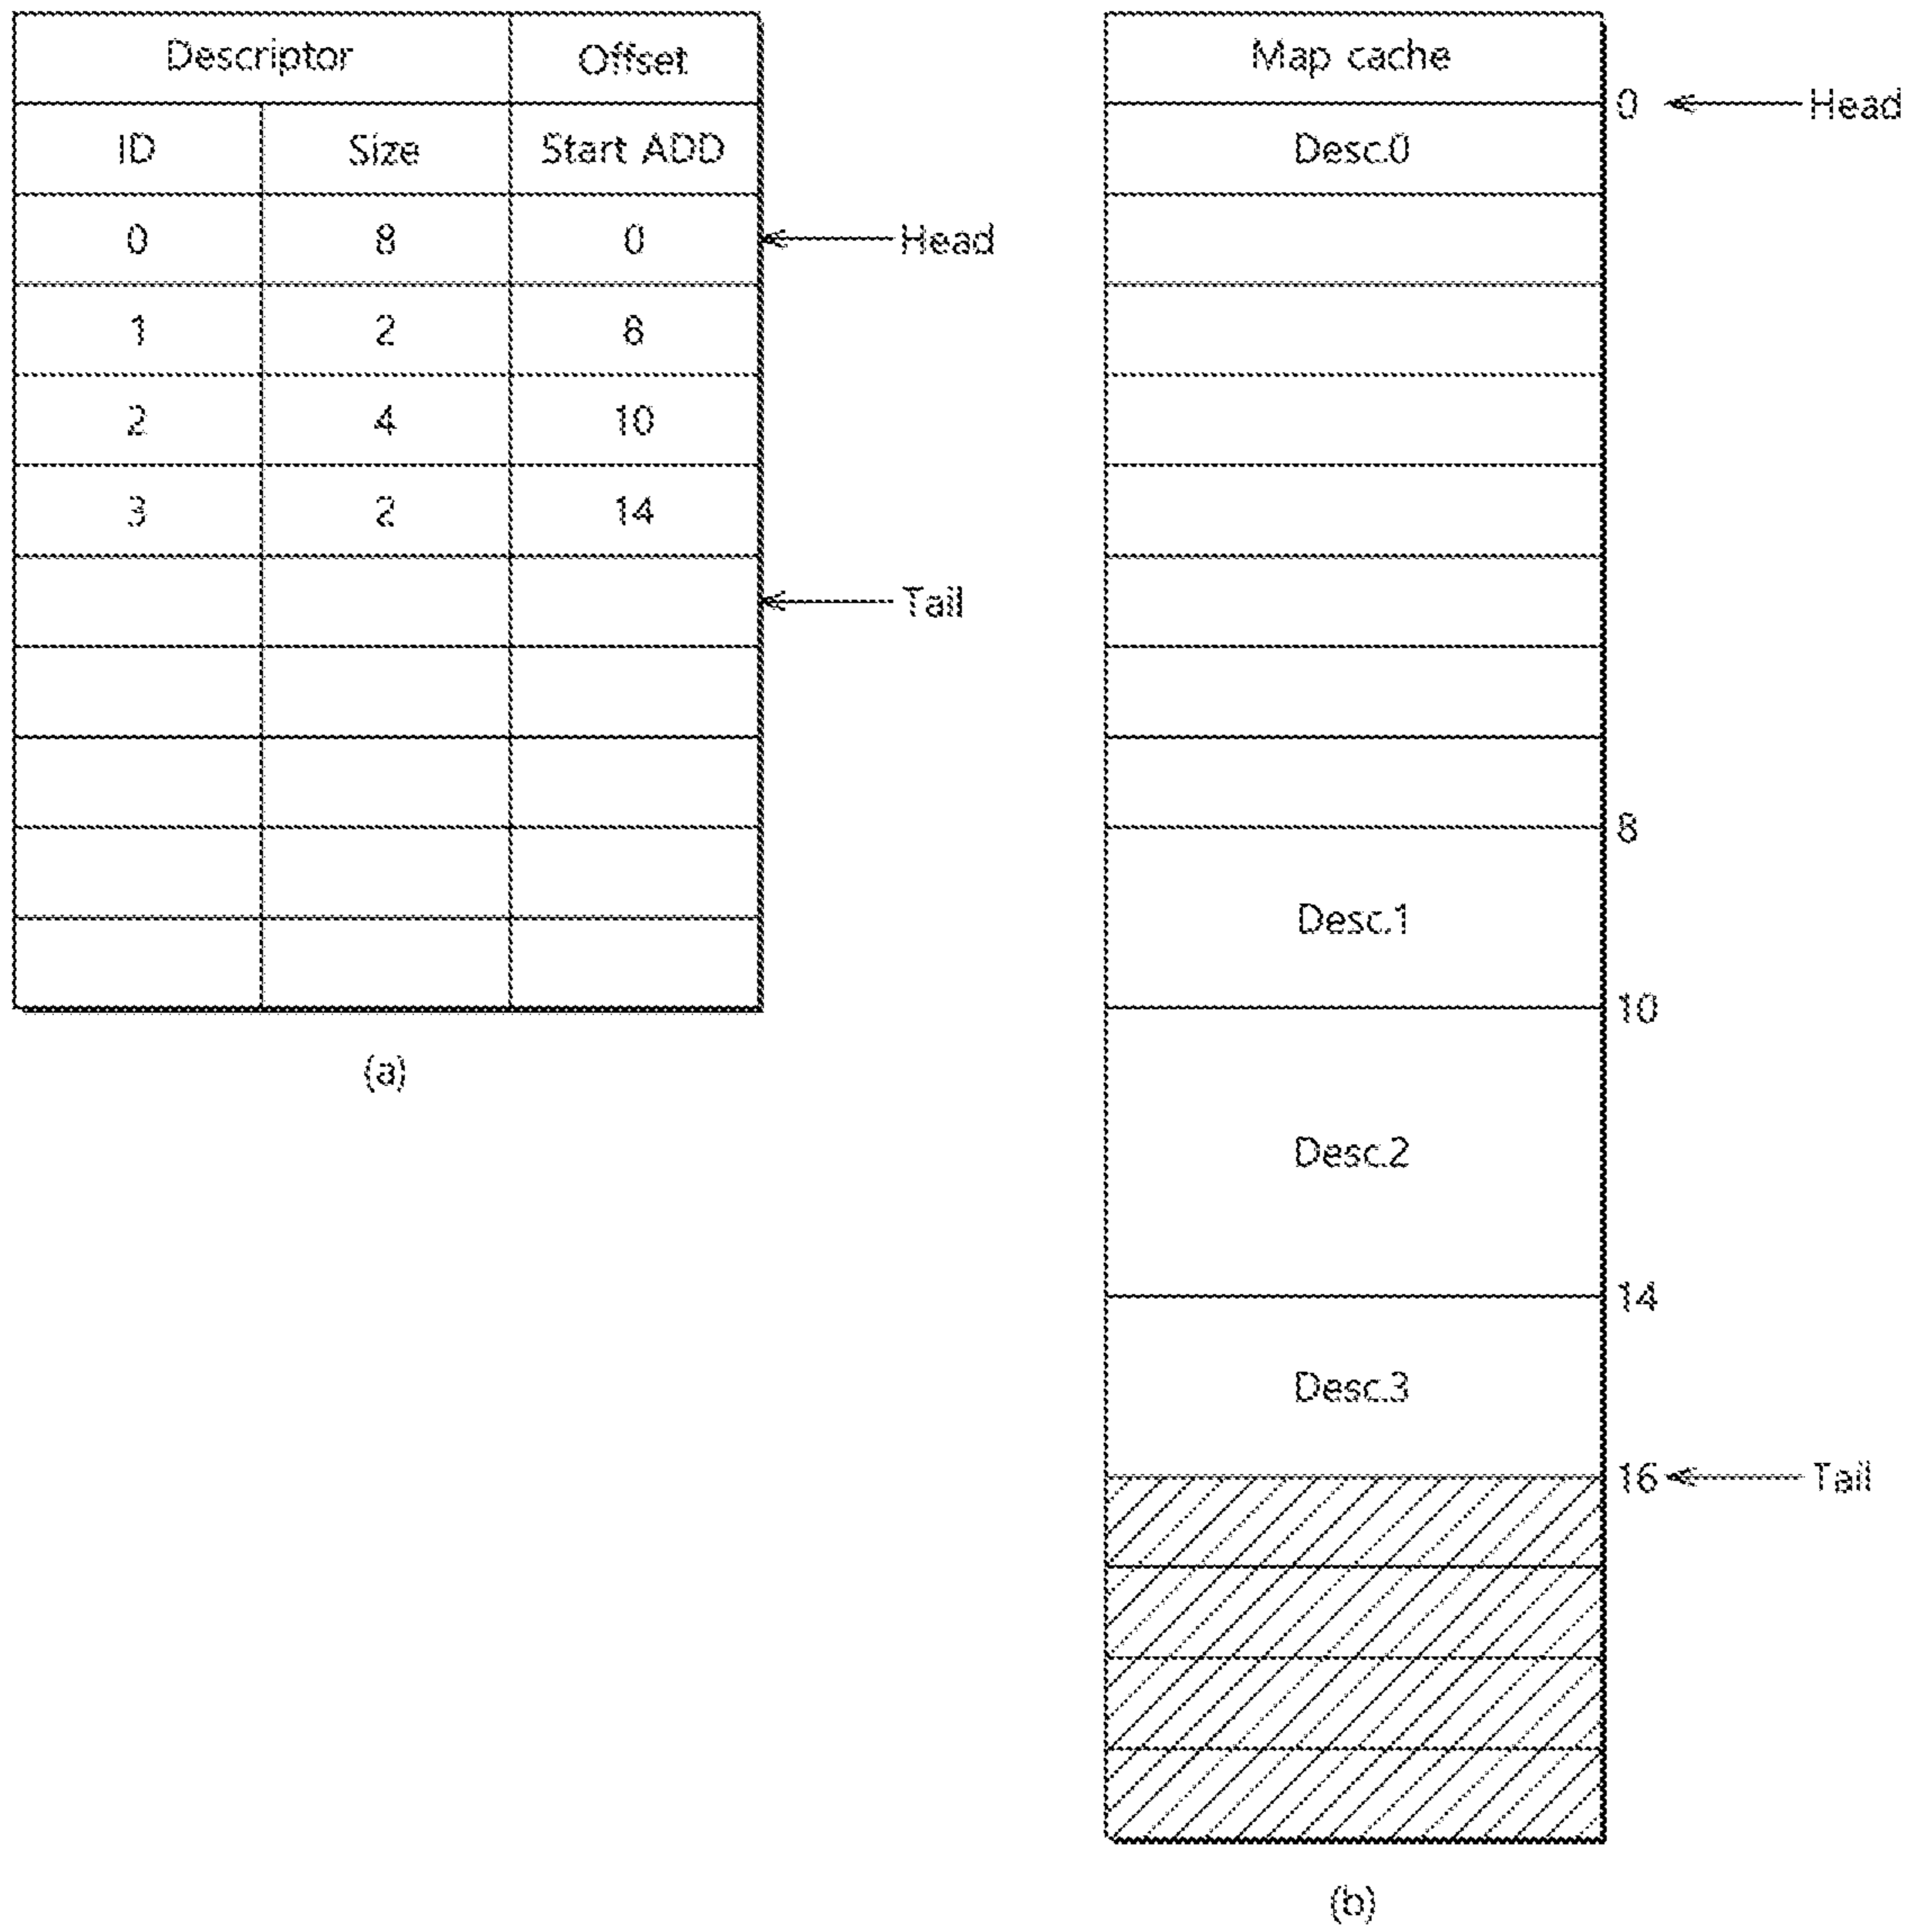 Descriptor Offset
ID Size Start ADD
0 8 0
Head
1 2 8
2 4 10
3 2 14
Tail
(a)
Map cache
0 Head
Desc.0
8
Desc.1
10
Desc.2
14
Desc.3
16 Tail
(b)